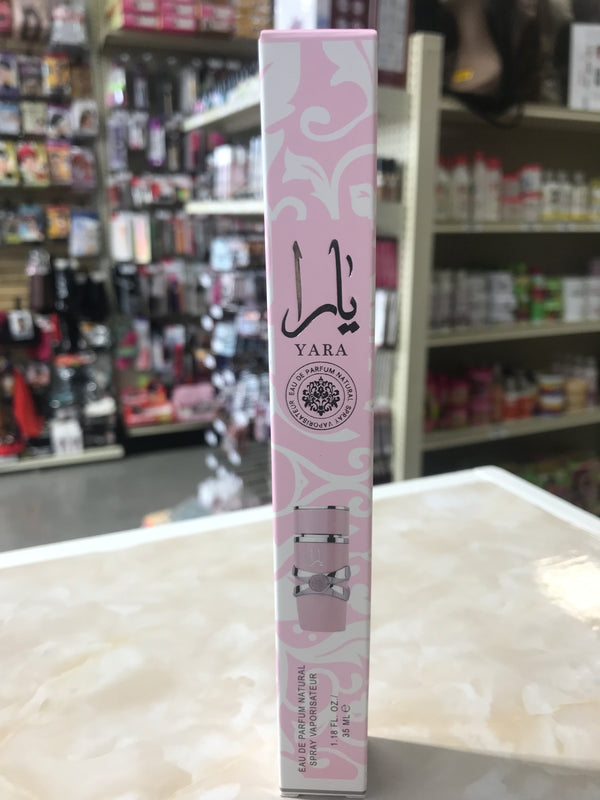 يارا
YARA
EAU DE PARFUM NATURAL SPRAY VAPORISATEUR
EAU DE PARFUM NATURAL
SPRAY VAPORISATEUR
1.18 FL. OZ./
35 ML ℮